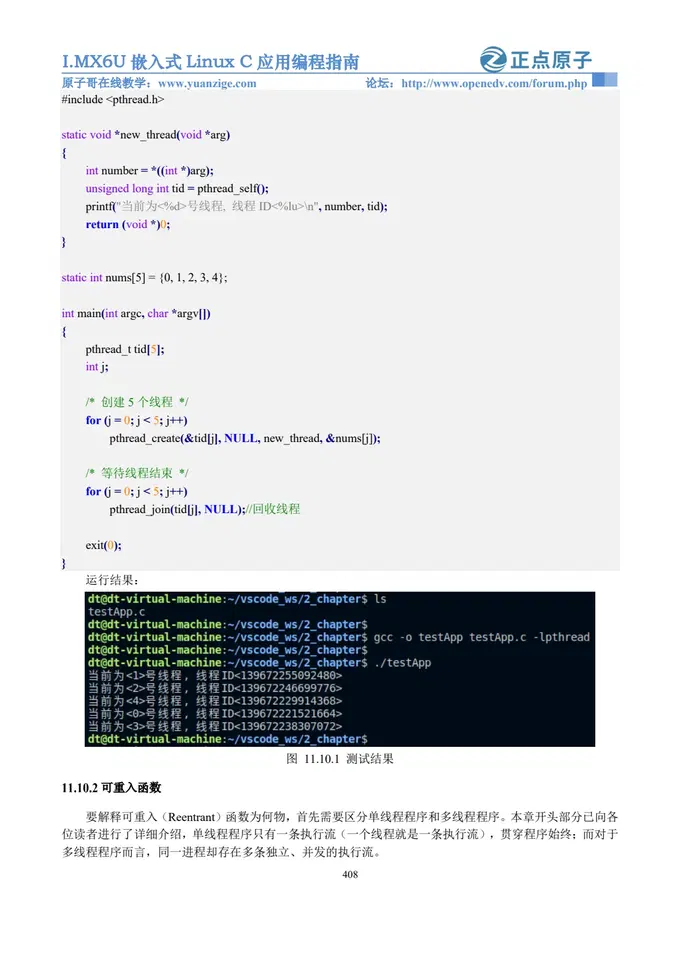 I.MX6U 嵌入式 Linux C 应用编程指南
正点原子
原子哥在线教学：www.yuanzige.com
论坛：http://www.openedv.com/forum.php
#include <pthread.h>
static void *new_thread(void *arg)
{
int number = *((int *)arg);
unsigned long int tid = pthread_self();
printf("当前为<%d>号线程, 线程 ID<%lu>\n", number, tid);
return (void *)0;
}
static int nums[5] = {0, 1, 2, 3, 4};
int main(int argc, char *argv[])
{
pthread_t tid[5];
int j;
/* 创建 5 个线程 */
for (j = 0; j < 5; j++)
pthread_create(&tid[j], NULL, new_thread, &nums[j]);
/* 等待线程结束 */
for (j = 0; j < 5; j++)
pthread_join(tid[j], NULL);//回收线程
exit(0);
}
运行结果：
dt@dt-virtual-machine:~/vscode_ws/2_chapter$ ls
testApp.c
dt@dt-virtual-machine:~/vscode_ws/2_chapter$
dt@dt-virtual-machine:~/vscode_ws/2_chapter$ gcc -o testApp testApp.c -lpthread
dt@dt-virtual-machine:~/vscode_ws/2_chapter$
dt@dt-virtual-machine:~/vscode_ws/2_chapter$ ./testApp
当前为<1>号线程, 线程ID<139672255092480>
当前为<2>号线程, 线程ID<139672246699776>
当前为<4>号线程, 线程ID<139672229914368>
当前为<0>号线程, 线程ID<139672221521664>
当前为<3>号线程, 线程ID<139672238307072>
dt@dt-virtual-machine:~/vscode_ws/2_chapter$
图 11.10.1 测试结果
11.10.2 可重入函数
要解释可重入（Reentrant）函数为何物，首先需要区分单线程程序和多线程程序。本章开头部分已向各
位读者进行了详细介绍，单线程程序只有一条执行流（一个线程就是一条执行流），贯穿程序始终；而对于
多线程程序而言，同一进程却存在多条独立、并发的执行流。
408